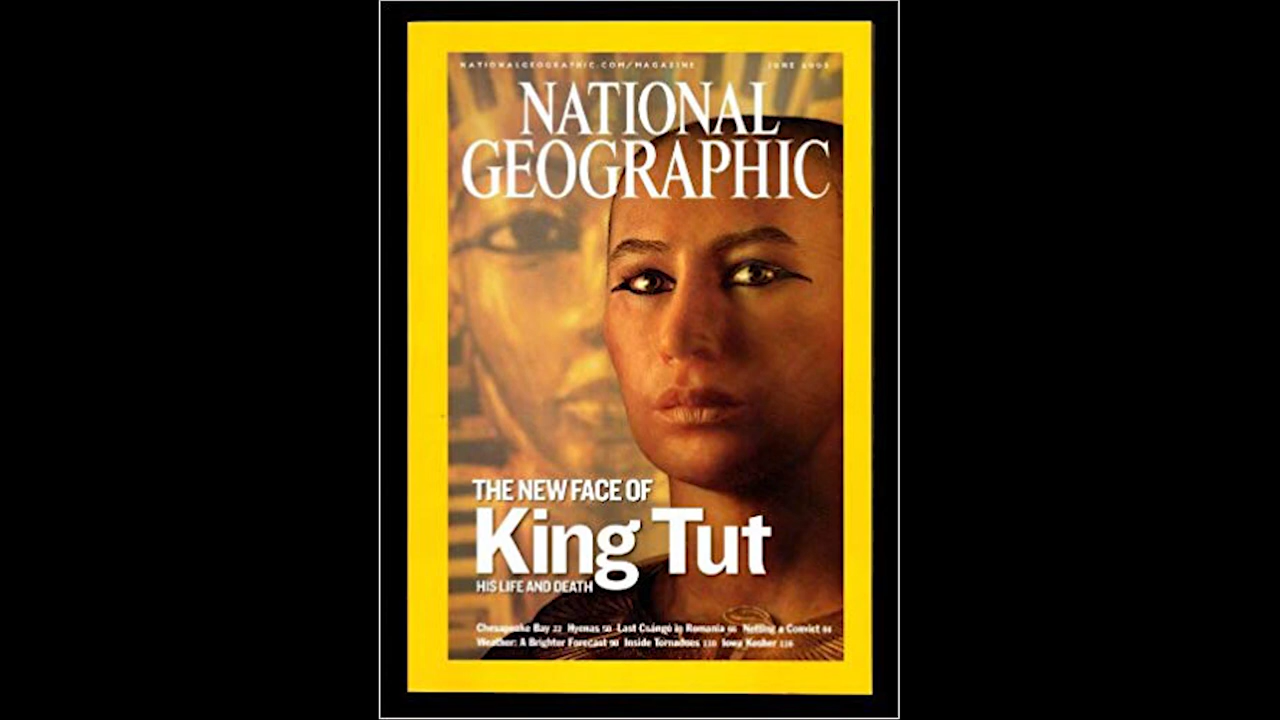 NATIONALGEOGRAPHIC.COM/MAGAZINE JUNE 2005
NATIONAL
GEOGRAPHIC
THE NEW FACE OF
King Tut
HIS LIFE AND DEATH
Chesapeake Bay 22 Hyenas 50 Last Csángó in Romania 66 Netting a Convict 84
Weather: A Brighter Forecast 90 Inside Tornadoes 110 Iowa Kosher 116